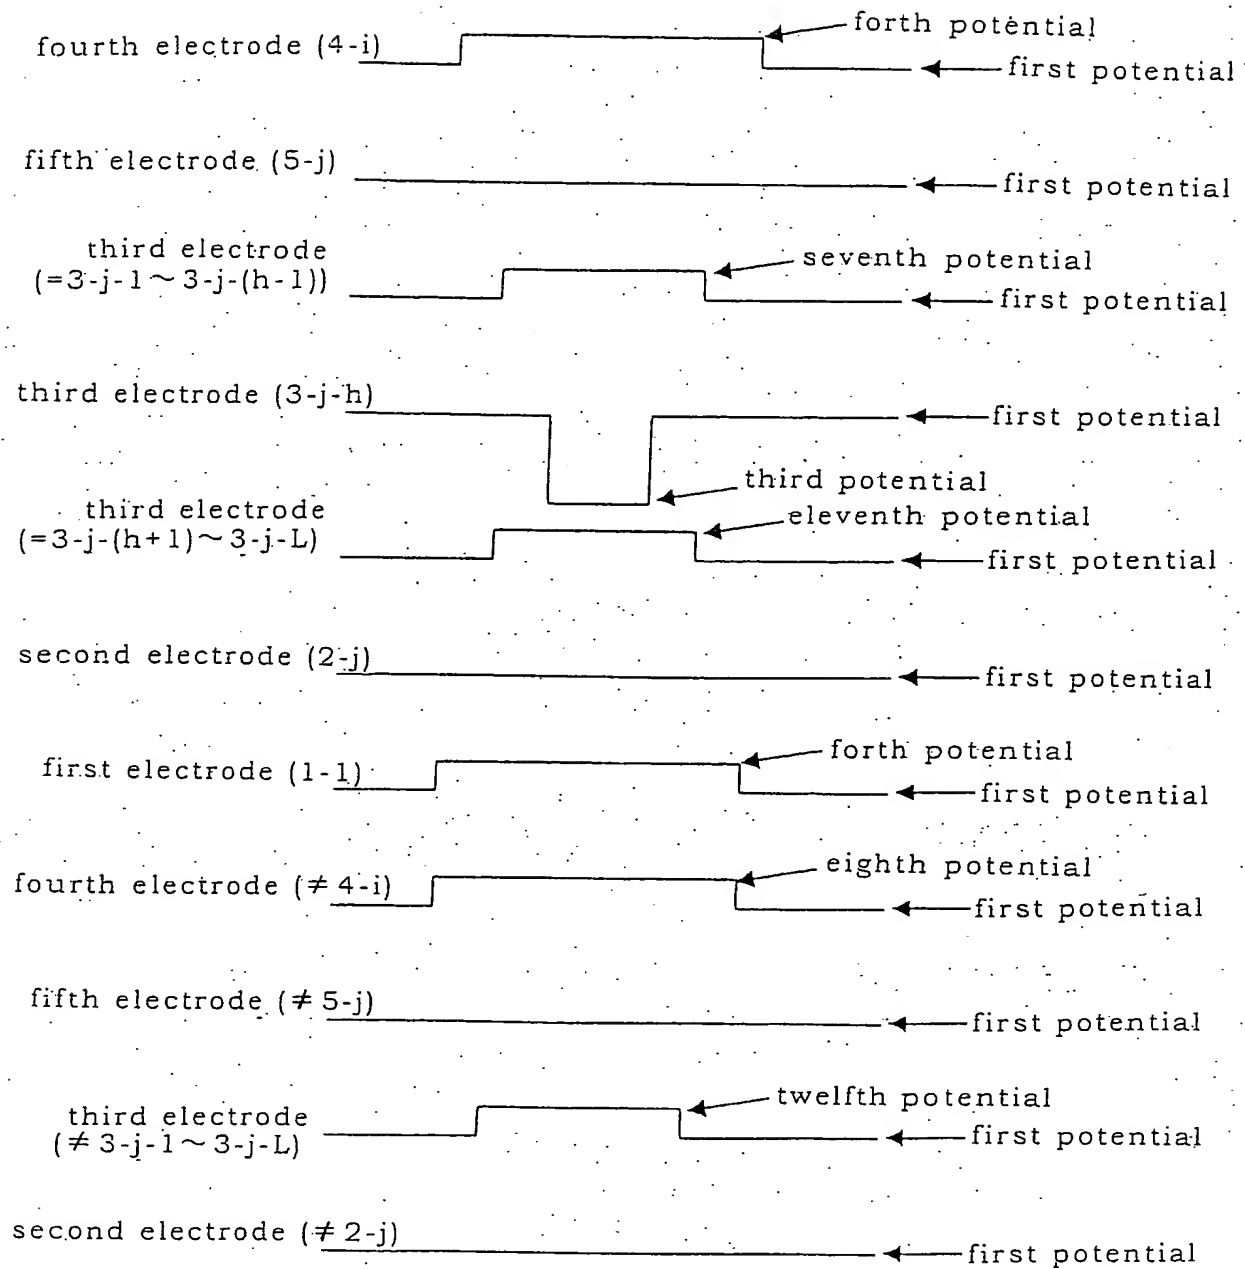 fourth electrode (4-i)
forth potential
first potential
fifth electrode (5-j)
first potential
third electrode
(=3-j-1~3-j-(h-1))
seventh potential
first potential
third electrode (3-j-h)
first potential
third potential
third electrode
(=3-j-(h+1)~3-j-L)
eleventh potential
first potential
second electrode (2-j)
first potential
first electrode (1-1)
forth potential
first potential
fourth electrode (≠4-i)
eighth potential
first potential
fifth electrode (≠5-j)
first potential
third electrode
(≠3-j-1~3-j-L)
twelfth potential
first potential
second electrode (≠2-j)
first potential